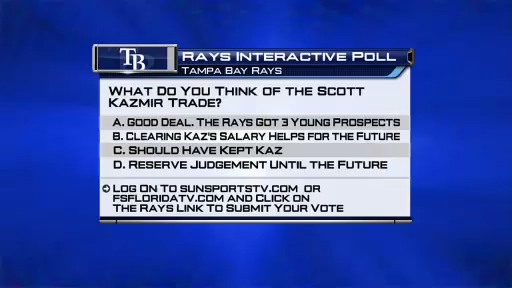 TB
Rays Interactive Poll
Tampa Bay Rays
What Do You Think of the Scott
Kazmir Trade?
A. Good Deal. The Rays Got 3 Young Prospects
B. Clearing Kaz's Salary Helps for the Future
C. Should Have Kept Kaz
D. Reserve Judgement Until the Future
Log On To sunsportstv.com or
fsfloridatv.com and Click on
The Rays Link To Submit Your Vote